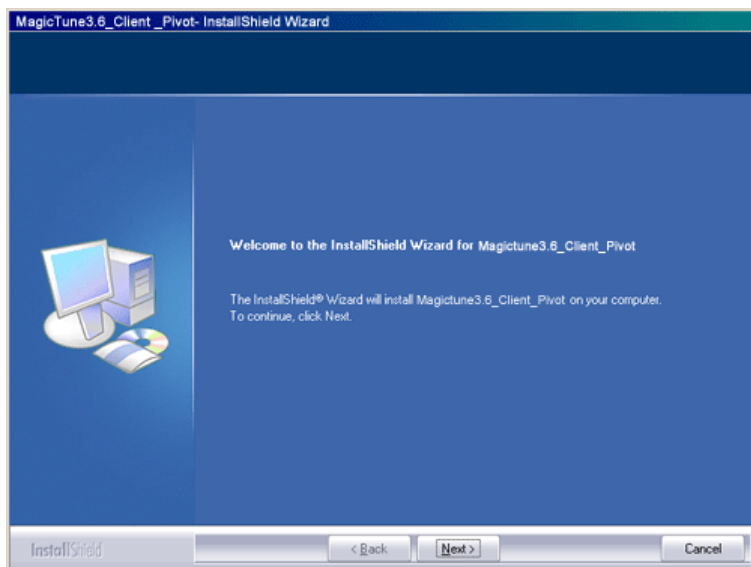 MagicTune3.6_Client _Pivot- InstallShield Wizard
Welcome to the InstallShield Wizard for Magictune3.6_Client_Pivot
The InstallShield® Wizard will install Magictune3.6_Client_Pivot on your computer.
To continue, click Next.
InstallShield
< Back
Next >
Cancel